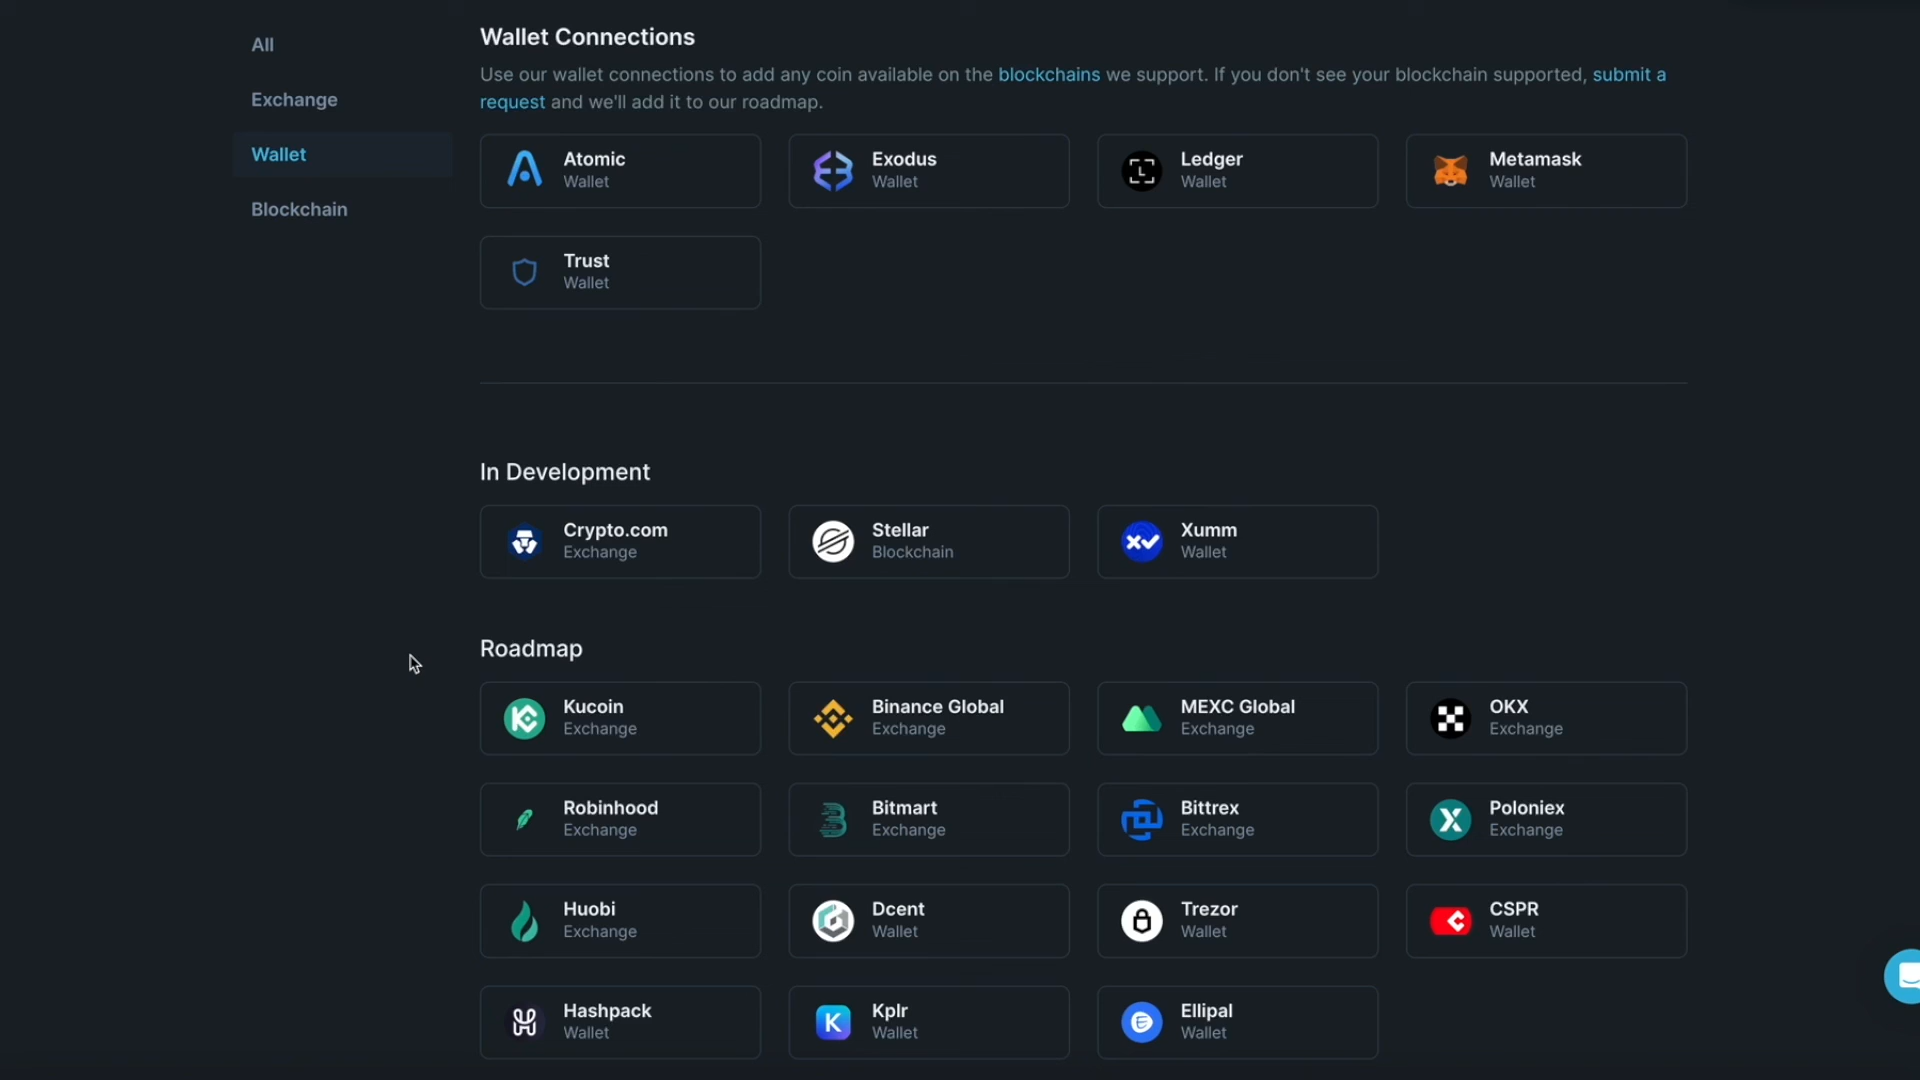 All
Exchange
Wallet
Blockchain
Wallet Connections
Use our wallet connections to add any coin available on the blockchains we support. If you don't see your blockchain supported, submit a
request and we'll add it to our roadmap.
Atomic
Wallet
Exodus
Wallet
Ledger
Wallet
Metamask
Wallet
Trust
Wallet
In Development
Crypto.com
Exchange
Stellar
Blockchain
Xumm
Wallet
Roadmap
Kucoin
Exchange
Binance Global
Exchange
MEXC Global
Exchange
OKX
Exchange
Robinhood
Exchange
Bitmart
Exchange
Bittrex
Exchange
Poloniex
Exchange
Huobi
Exchange
Dcent
Wallet
Trezor
Wallet
CSPR
Wallet
Hashpack
Wallet
Kplr
Wallet
Ellipal
Wallet